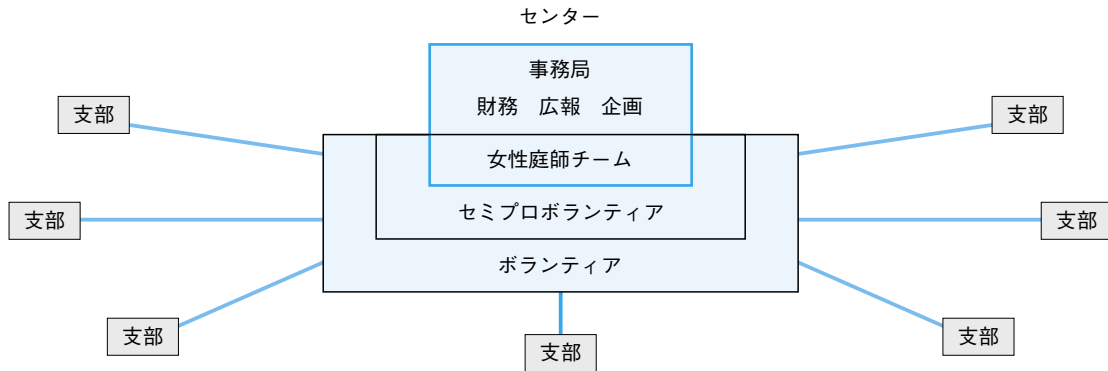 センター
事務局
財務　広報　企画
支部
支部
女性庭師チーム
セミプロボランティア
支部
支部
ボランティア
支部
支部
支部